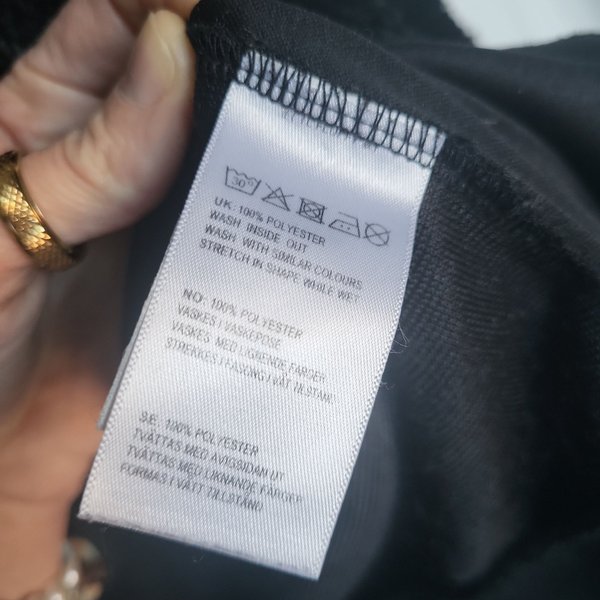 30°
UK: 100% POLYESTER
WASH INSIDE OUT
WASH WITH SIMILAR COLOURS
STRETCH IN SHAPE WHILE WET
NO: 100% POLYESTER
VASKES I VASKEPOSE
VASKES MED LIGNENDE FARGER
STREKKES I FASONG I VÅT TILSTAND
SE: 100% POLYESTER
TVÄTTAS MED AVIGSIDAN UT
TVÄTTAS MED LIKNANDE FÄRGER
FORMAS I VÅTT TILLSTÅND